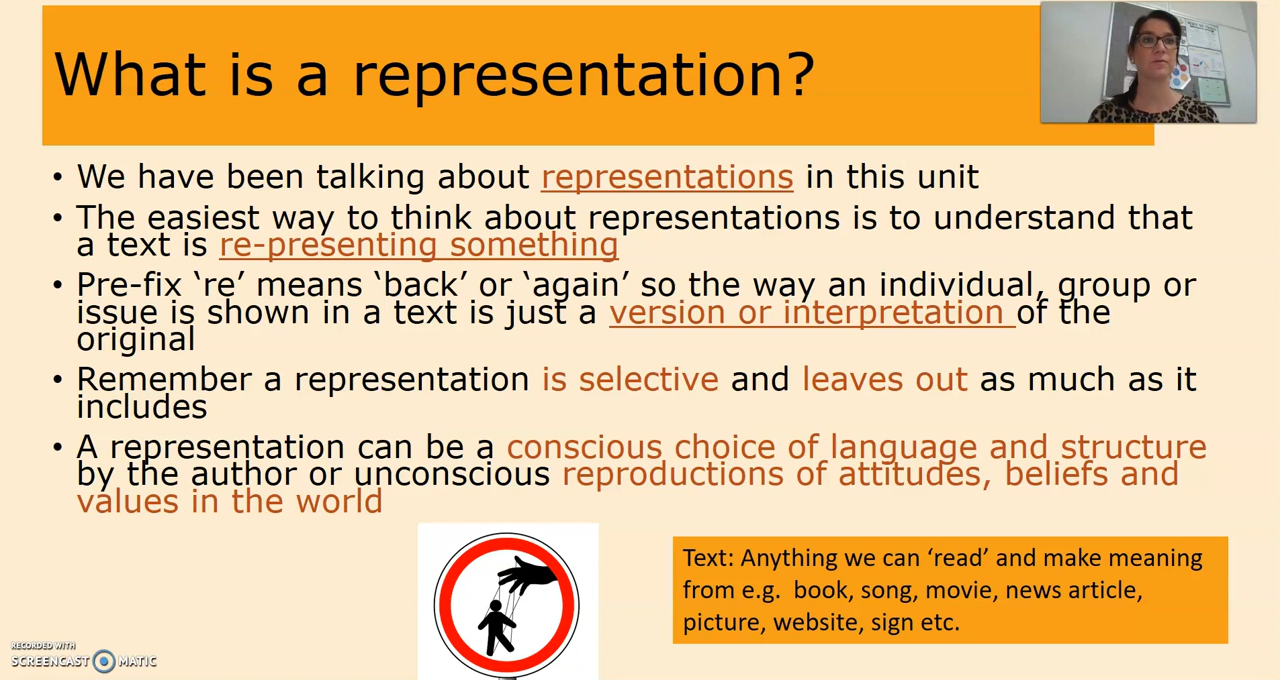 What is a representation?
• We have been talking about representations in this unit
• The easiest way to think about representations is to understand that
a text is re-presenting something
• Pre-fix ‘re’ means ‘back’ or ‘again’ so the way an individual, group or
issue is shown in a text is just a version or interpretation of the
original
• Remember a representation is selective and leaves out as much as it
includes
• A representation can be a conscious choice of language and structure
by the author or unconscious reproductions of attitudes, beliefs and
values in the world
Text: Anything we can ‘read’ and make meaning
from e.g. book, song, movie, news article,
picture, website, sign etc.
RECORDED WITH
SCREENCAST MATIC